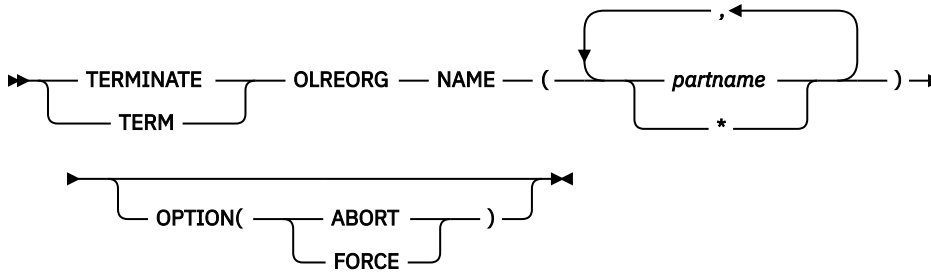 ,
TERMINATE OLREORG NAME ( partname )
TERM *
OPTION( ABORT )
FORCE